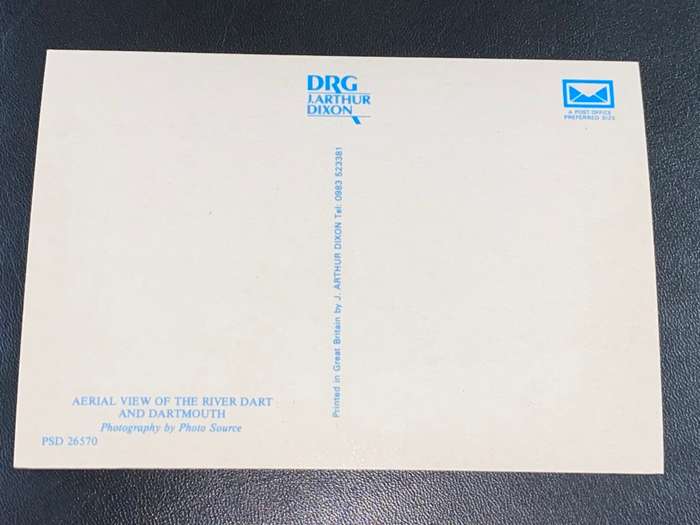 DRG
J.ARTHUR
DIXON
A POST OFFICE
PREFERRED SIZE
Printed in Great Britain by J. ARTHUR DIXON Tel: 0983 523381
AERIAL VIEW OF THE RIVER DART
AND DARTMOUTH
Photography by Photo Source
PSD 26570